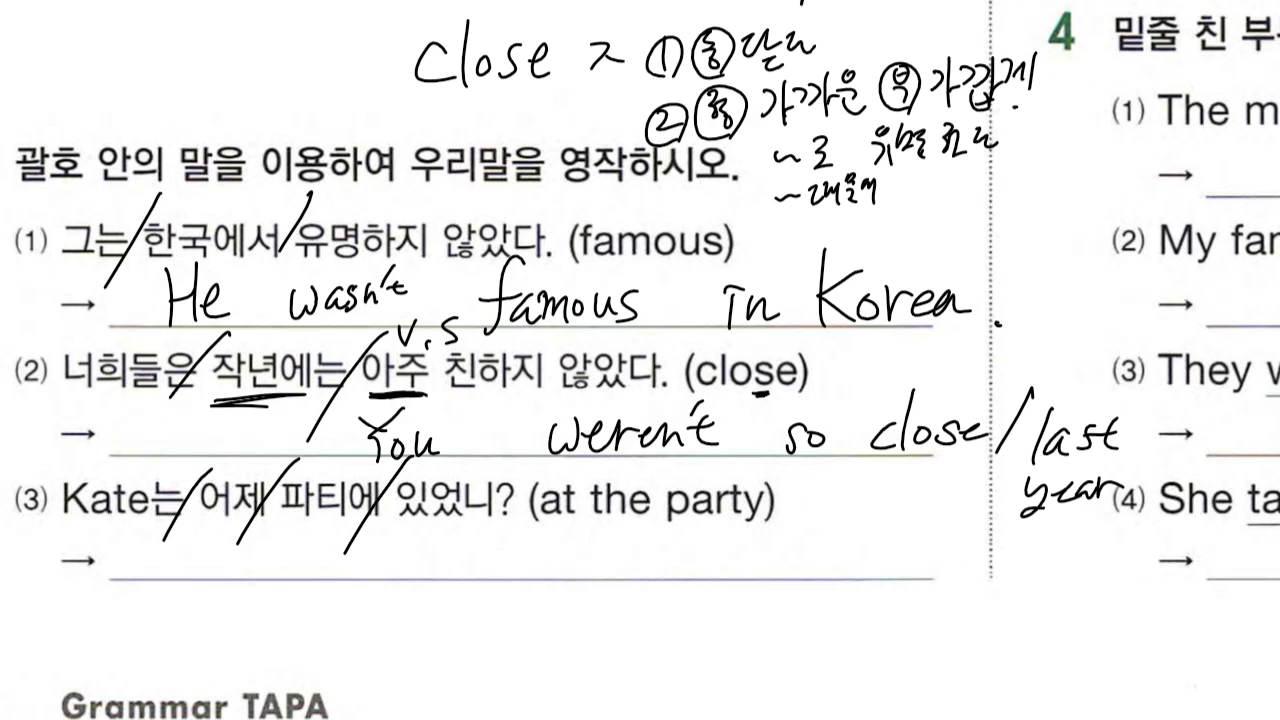 close ① 동 닫다
② 형 가까운 부 가깝게
4 밑줄 친 부
괄호 안의 말을 이용하여 우리말을 영작하시오.
~로 유명
~때문에
(1) The m
→
(1) 그는/한국에서/유명하지 않았다. (famous)
→ He wasn't famous in Korea.
(2) My far
→
v.s
(2) 너희들은/작년에는/아주 친하지 않았다. (close)
→ You weren't so close/last
year
(3) They w
→
(3) Kate는/어제/파티에/있었니? (at the party)
→
(4) She ta
→
Grammar TAPA